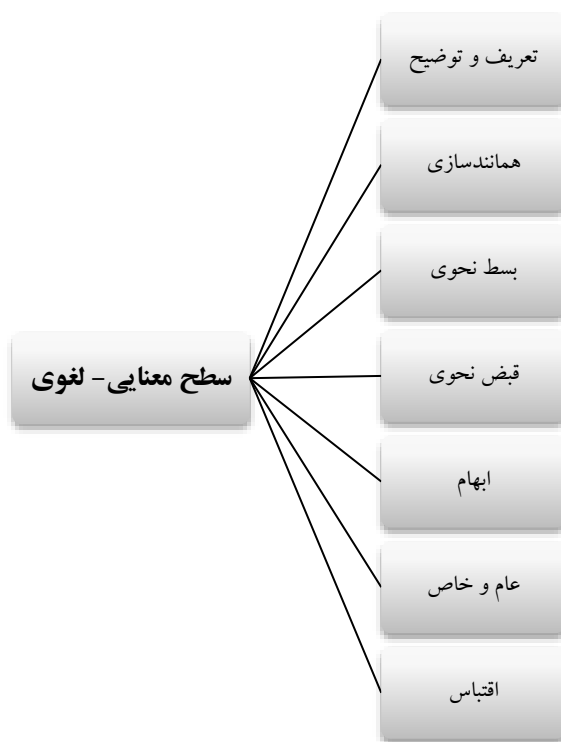 تعریف و توضیح
همانندسازی
بسط نحوی
سطح معنایی- لغوی
قبض نحوی
ابهام
عام و خاص
اقتباس